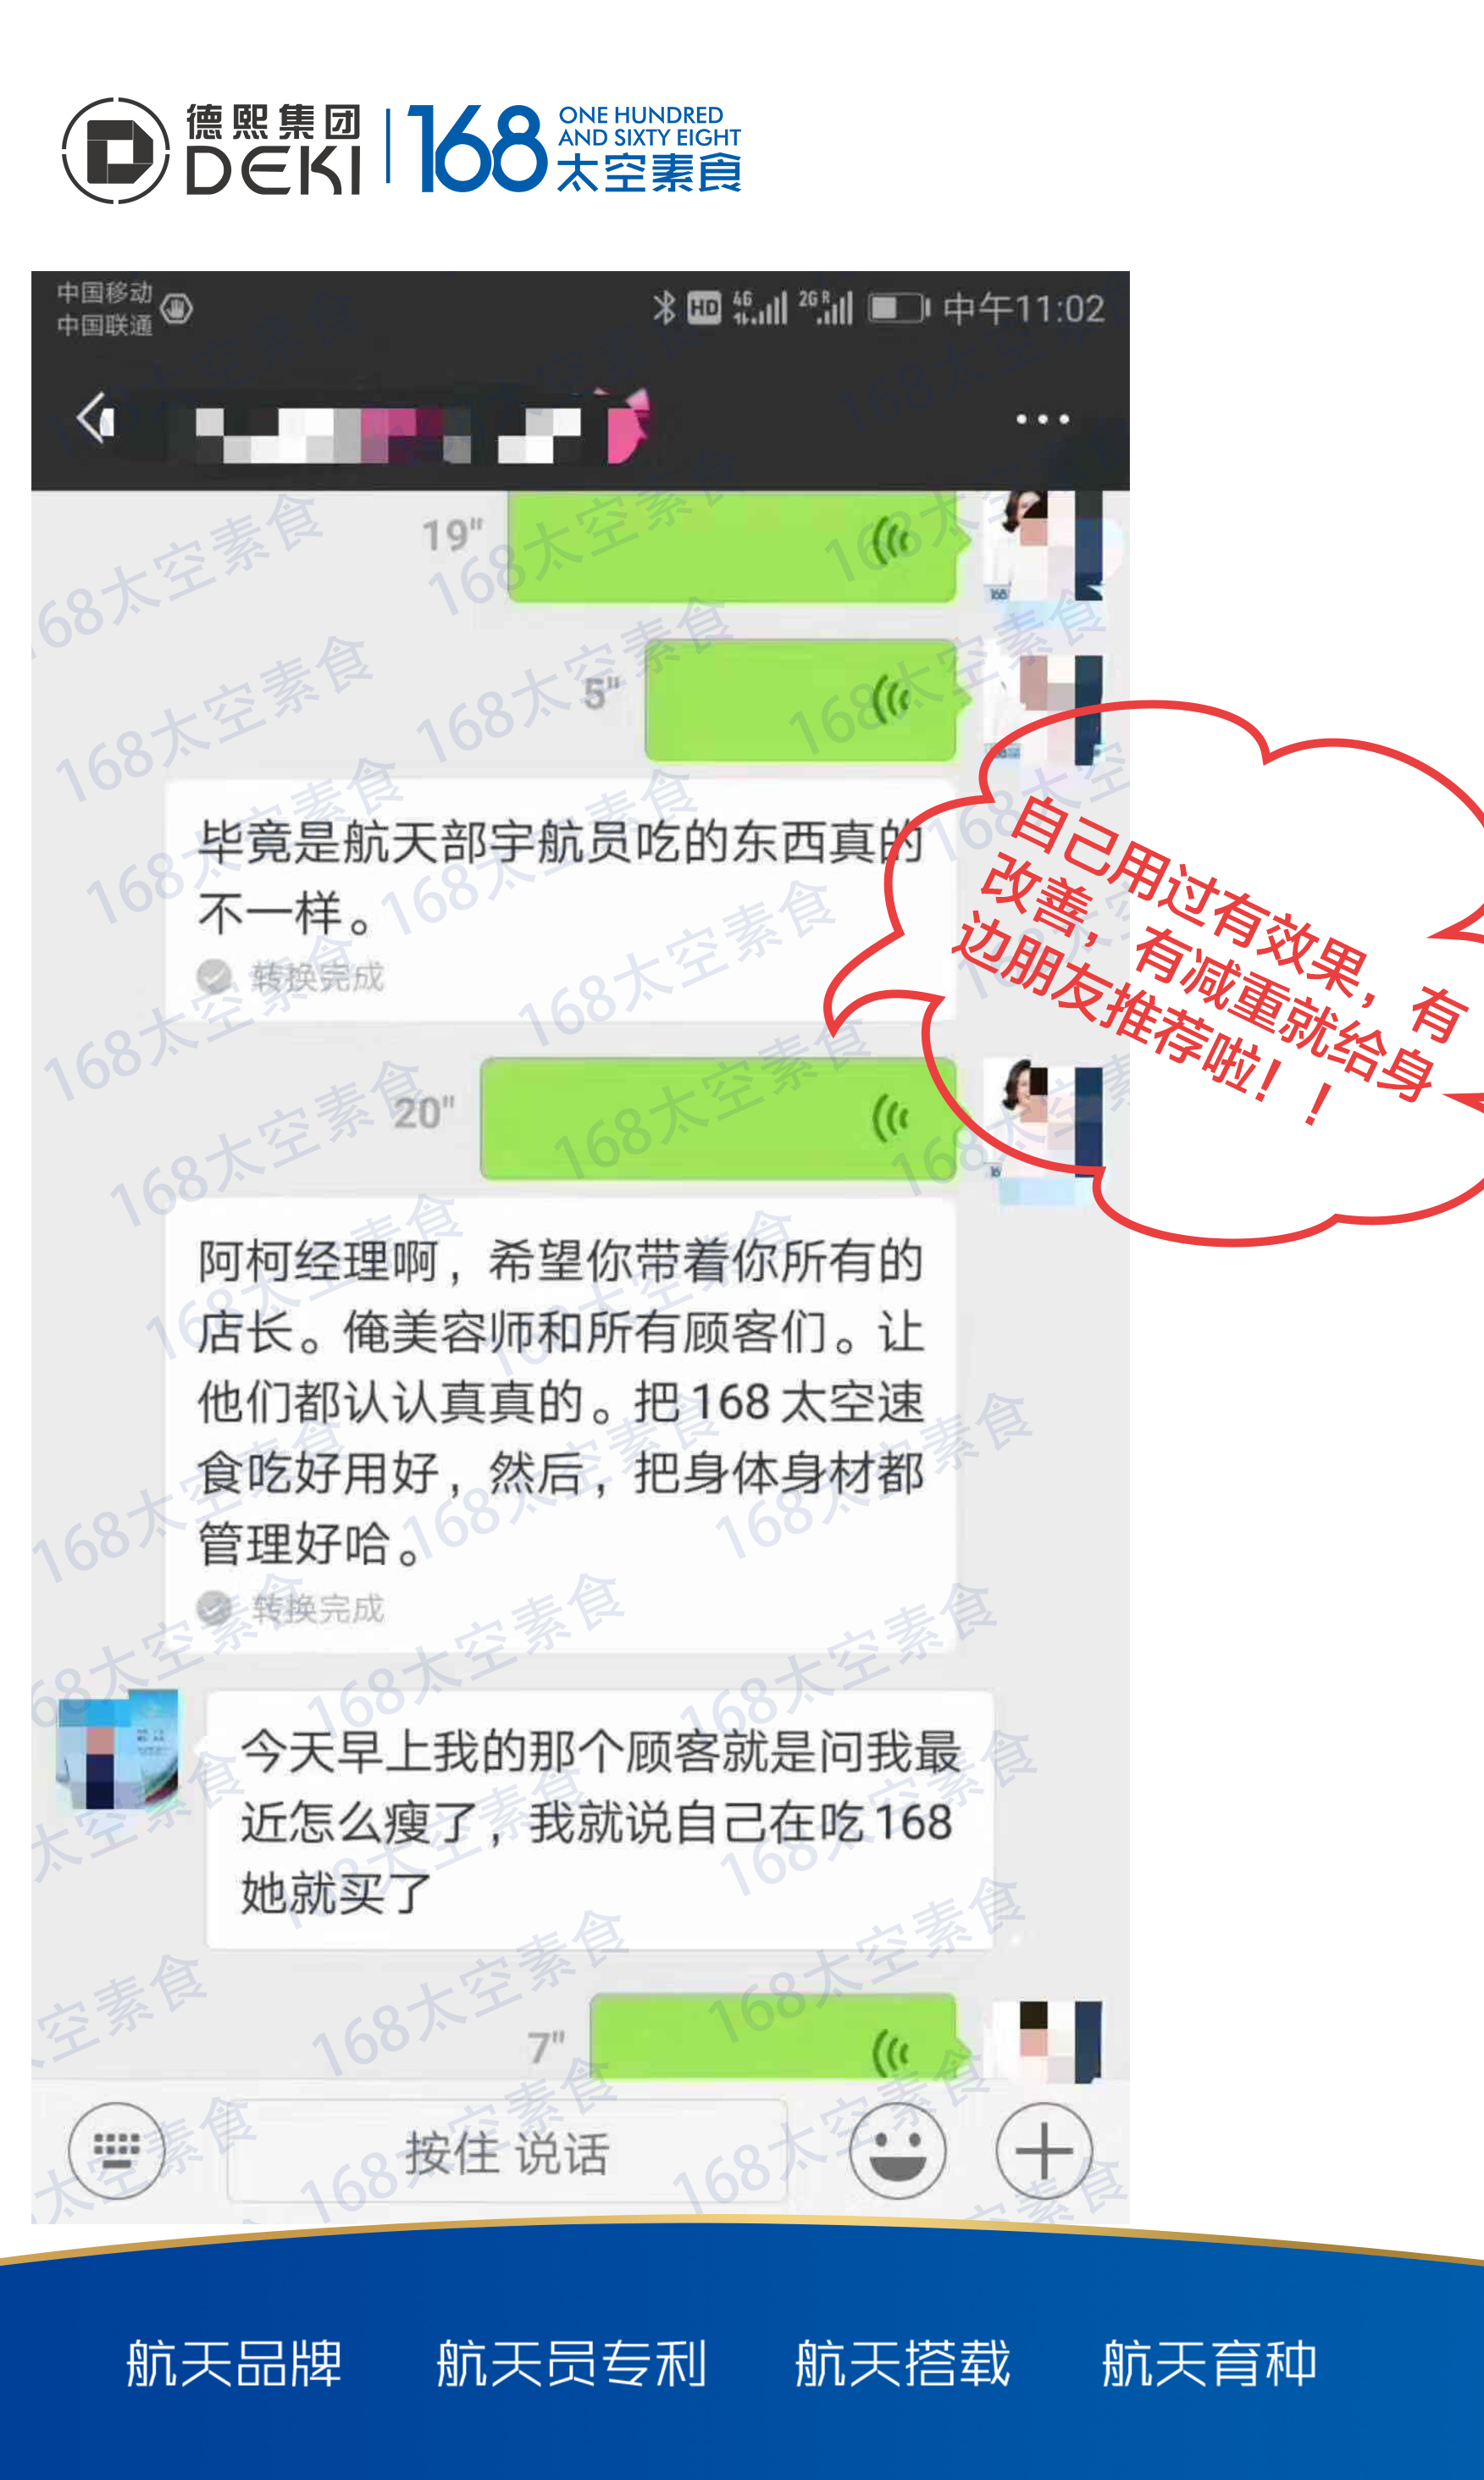 德熙集团
DEKI
168
ONE HUNDRED
AND SIXTY EIGHT
太空素食
中国移动
中国联通
HD 4G 2G R 中午11:02
19"
5"
毕竟是航天部宇航员吃的东西真的
不一样。
转换完成
自己用过有效果，有
改善，有减重就给身
边朋友推荐啦！！
20"
阿柯经理啊，希望你带着你所有的
店长。俺美容师和所有顾客们。让
他们都认认真真的。把168太空速
食吃好用好，然后，把身体身材都
管理好哈。
转换完成
今天早上我的那个顾客就是问我最
近怎么瘦了，我就说自己在吃168
她就买了
7"
按住 说话
168太空素食
航天品牌 航天员专利 航天搭载 航天育种